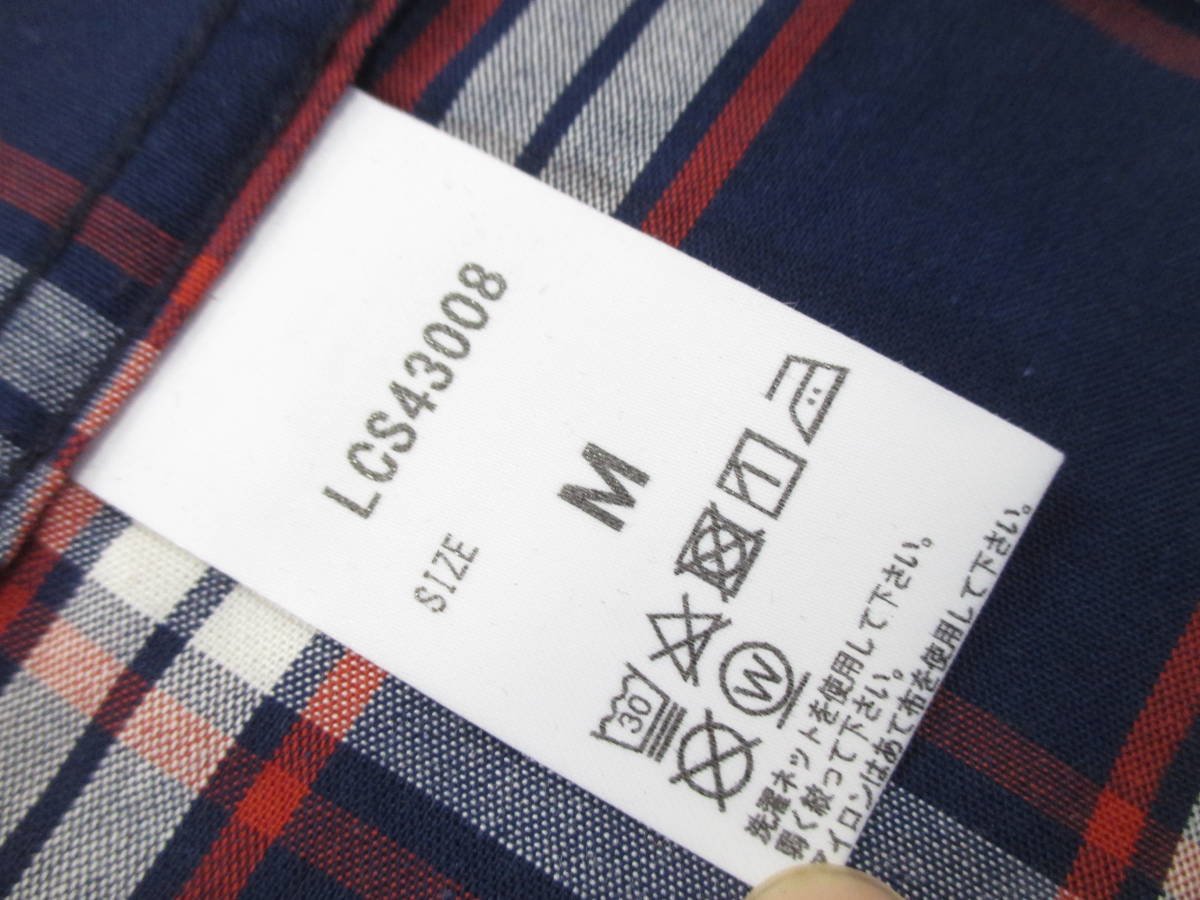 LCS43008
SIZE
M
30
W
洗濯ネットを使用して下さい。
弱く絞って下さい。
アイロンはあて布を使用して下さい。